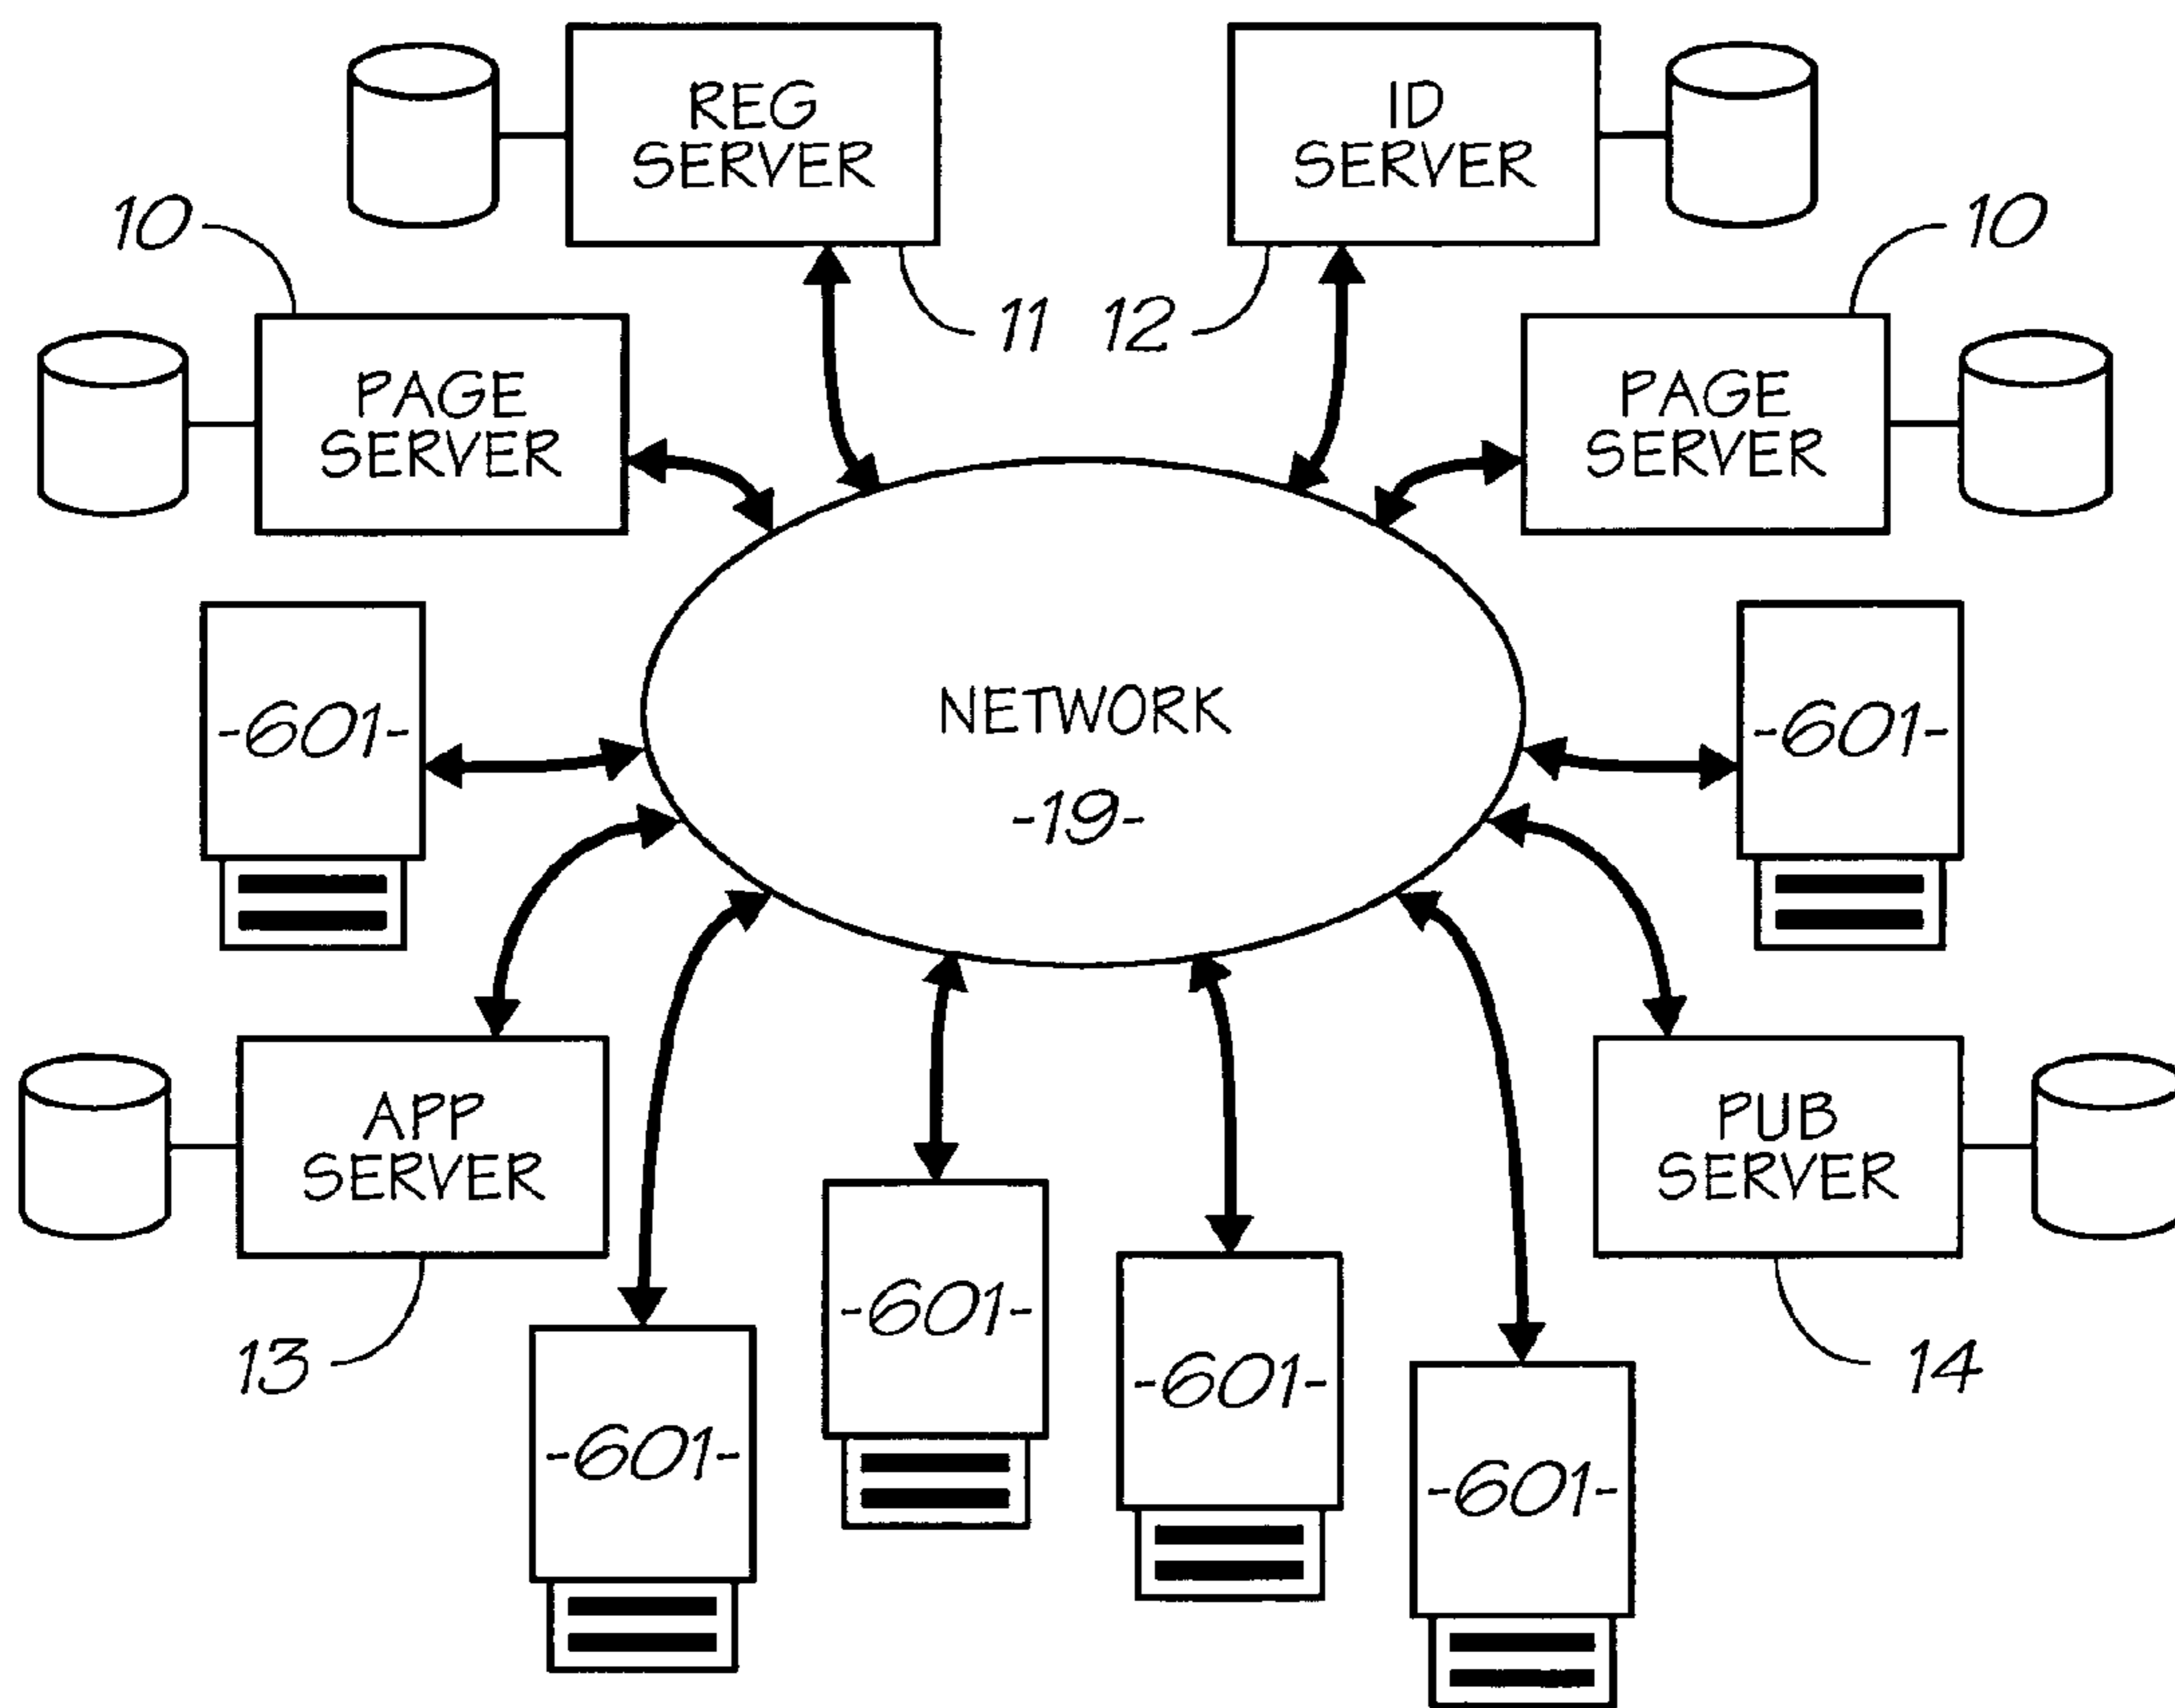 REG
SERVER
ID
SERVER
10
10
11
12
PAGE
SERVER
PAGE
SERVER
-601-
NETWORK
-19-
-601-
APP
SERVER
PUB
SERVER
13
14
-601-
-601-
-601-
-601-